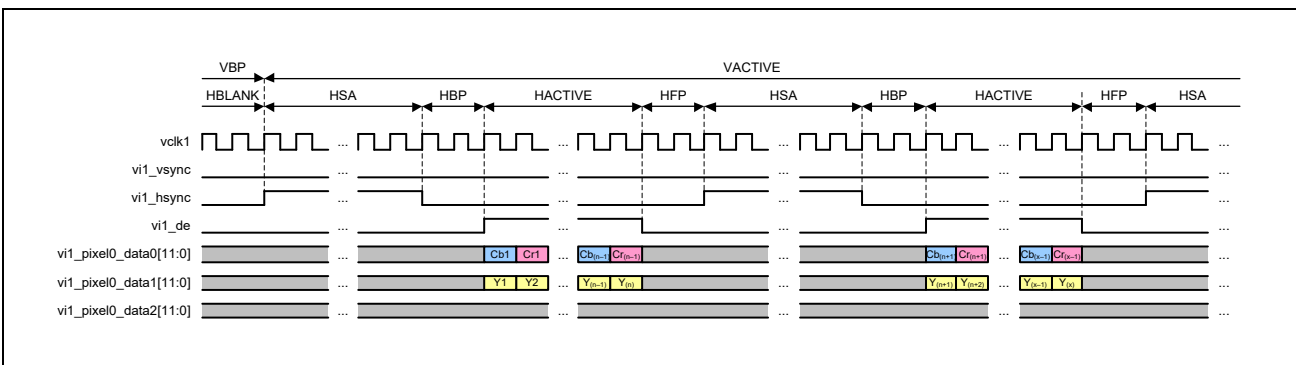 VBP VACTIVE
HBLANK HSA HBP HACTIVE HFP HSA HBP HACTIVE HFP HSA
vclk1 ... ... ... ... ... ...
vi1_vsync ... ... ... ... ... ...
vi1_hsync ... ... ... ... ... ...
vi1_de ... ... ... ... ... ...
vi1_pixel0_data0[11:0] ... Cb1 Cr1 ... Cb(n–1) Cr(n–1) ... Cb(n+1) Cr(n+1) ... Cb(x–1) Cr(x–1) ...
vi1_pixel0_data1[11:0] ... Y1 Y2 ... Y(n–1) Y(n) ... Y(n+1) Y(n+2) ... Y(x–1) Y(x) ...
vi1_pixel0_data2[11:0] ... ... ... ... ... ...